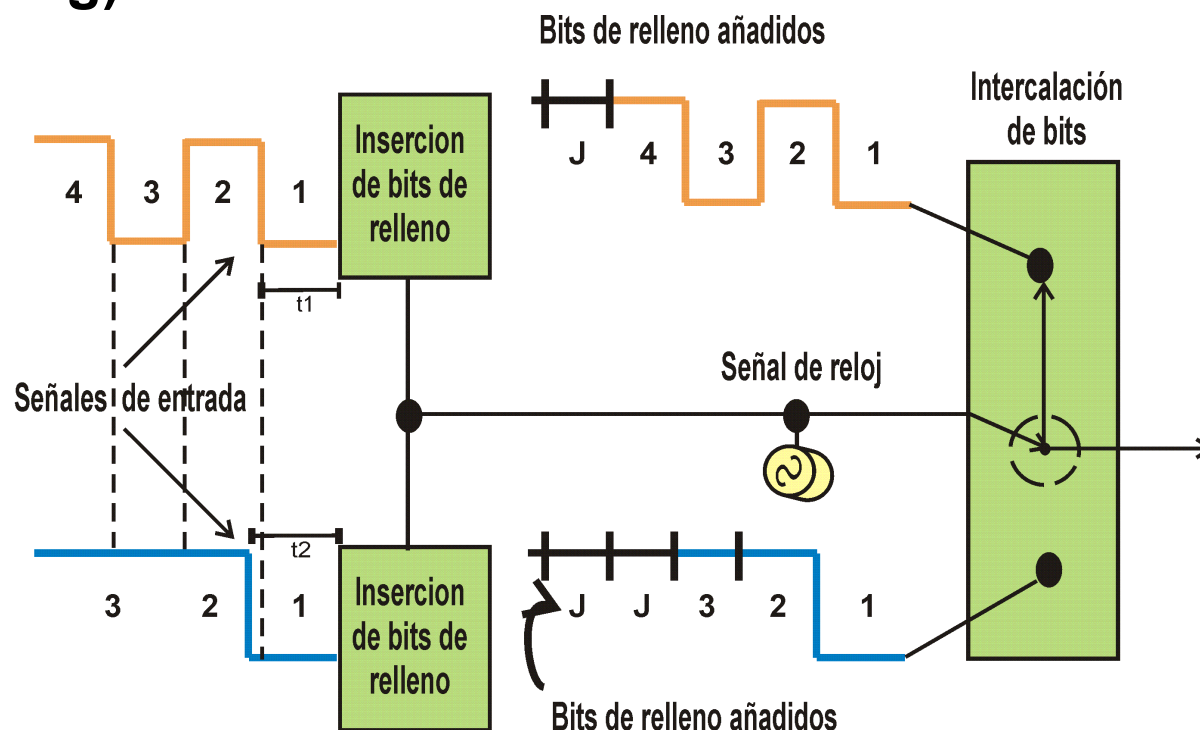 g)
Bits de relleno añadidos
Intercalación
de bits
Insercion
de bits de
relleno
4 3 2 1
J 4 3 2 1
t1
Señal de reloj
Señales de entrada
t2
3 2 1
Insercion
de bits de
relleno
J J 3 2 1
Bits de relleno añadidos